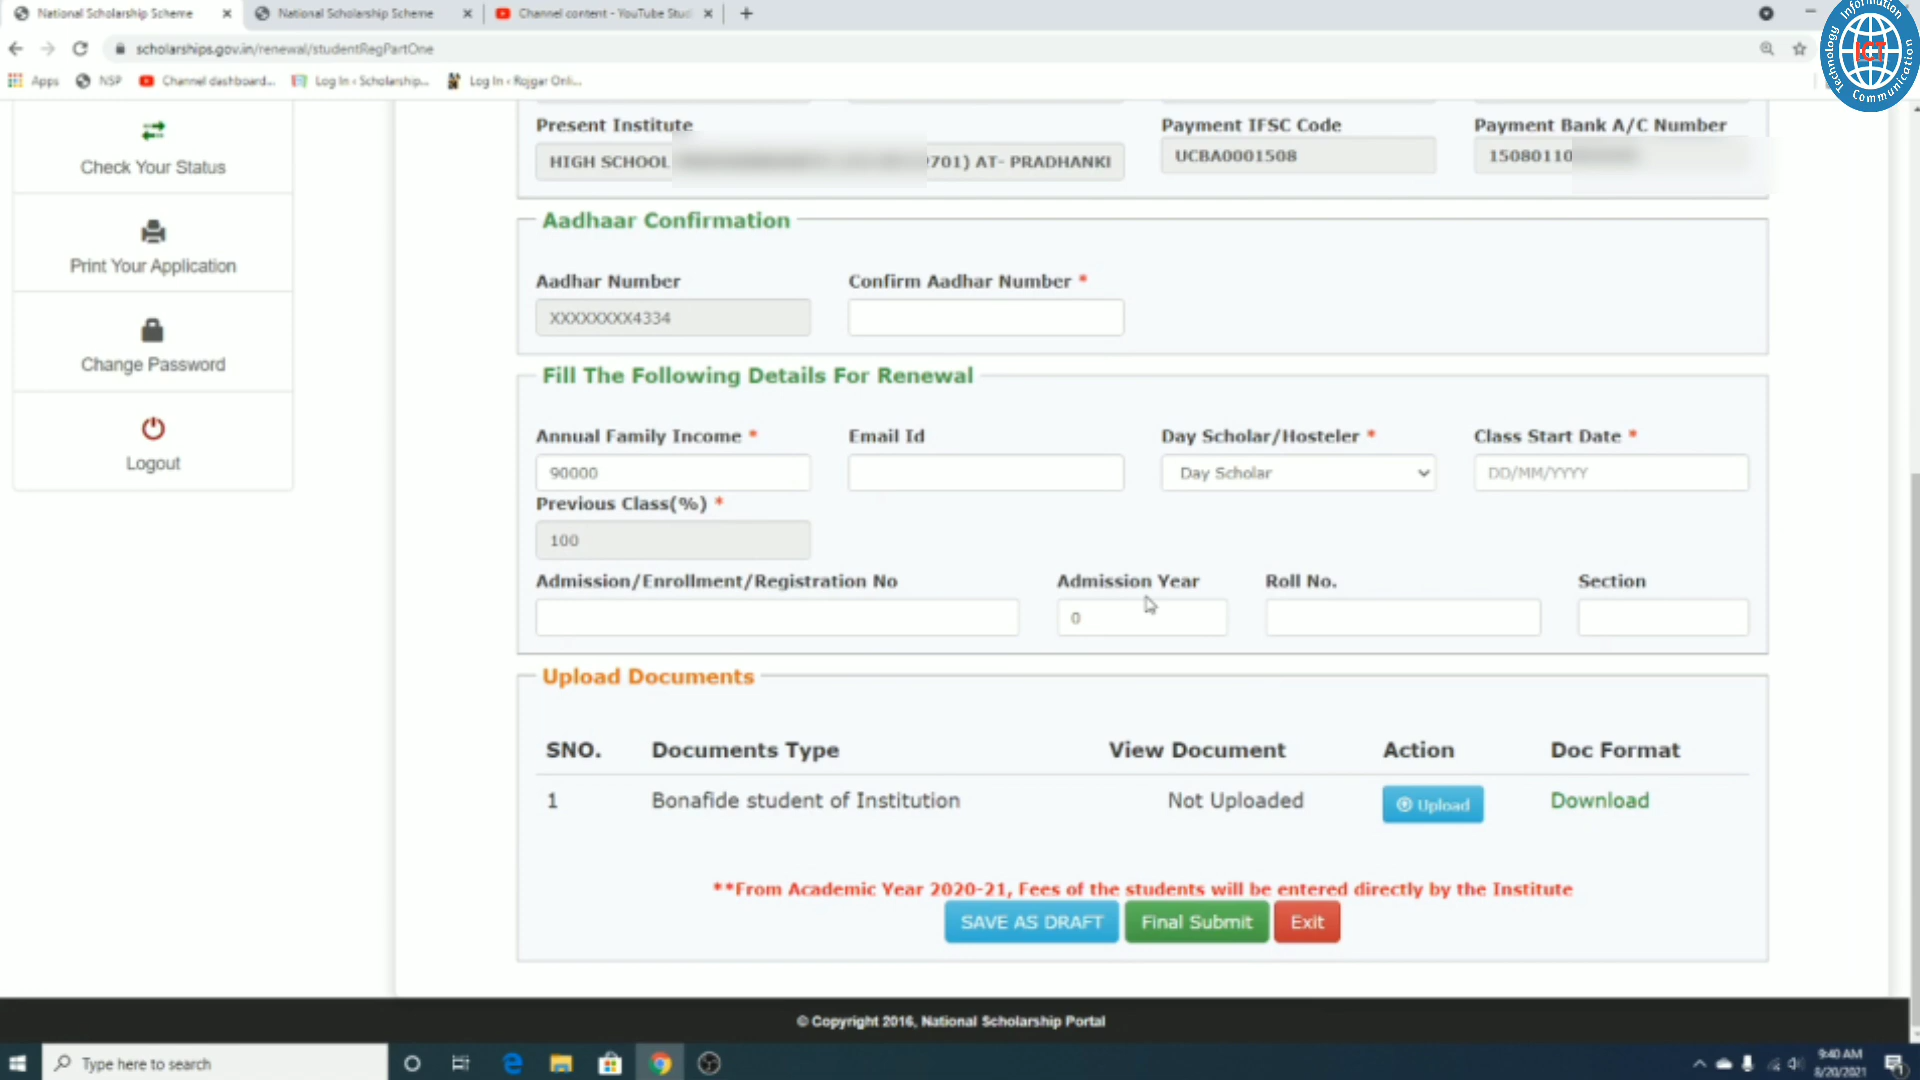 National Scholarship Scheme
National Scholarship Scheme
Channel content - YouTube Stud
scholarships.gov.in/renewal/studentRegPartOne
Apps
NSP
Channel dashboard...
Log In ‹ Scholarship...
Log In ‹ Rojgar Onli...
Information
Communication
Technology
ICT
Check Your Status
Print Your Application
Change Password
Logout
Present Institute
Payment IFSC Code
Payment Bank A/C Number
HIGH SCHOOL 9701) AT- PRADHANKI
UCBA0001508
15080110
Aadhaar Confirmation
Aadhar Number
Confirm Aadhar Number *
XXXXXXXX4334
Fill The Following Details For Renewal
Annual Family Income *
Email Id
Day Scholar/Hosteler *
Class Start Date *
90000
Day Scholar
DD/MM/YYYY
Previous Class(%) *
100
Admission/Enrollment/Registration No
Admission Year
Roll No.
Section
0
Upload Documents
SNO.
Documents Type
View Document
Action
Doc Format
1
Bonafide student of Institution
Not Uploaded
Upload
Download
**From Academic Year 2020-21, Fees of the students will be entered directly by the Institute
SAVE AS DRAFT
Final Submit
Exit
© Copyright 2016, National Scholarship Portal
Type here to search
9:40 AM
8/20/2021